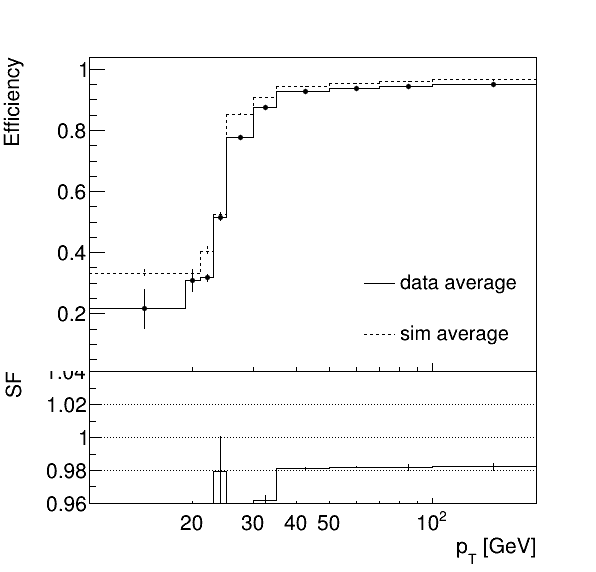 Efficiency
1
0.8
0.6
0.4
0.2
data average
sim average
SF
1.04
1.02
1
0.98
0.96
20 30 40 50 10²
p_T [GeV]